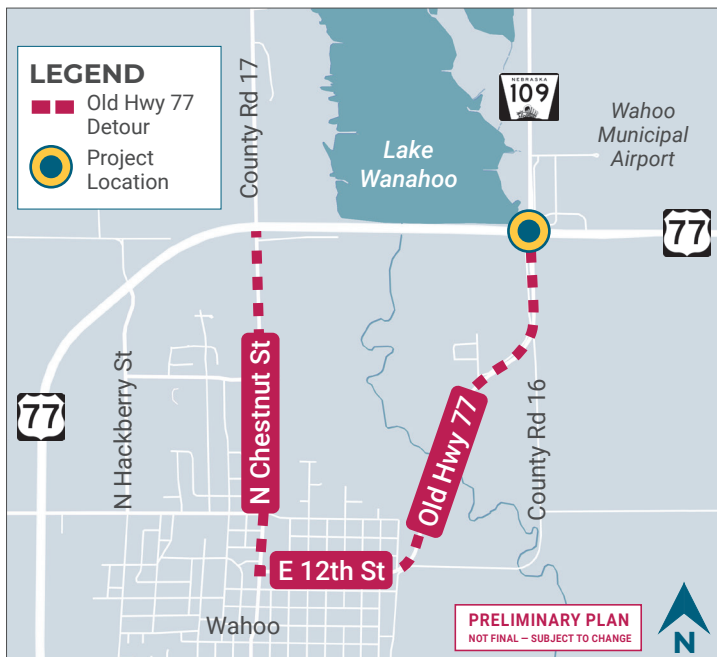 LEGEND
Old Hwy 77
Detour
Project
Location
County Rd 17
NEBRASKA
109
Wahoo
Municipal
Airport
Lake
Wanahoo
77
77
N Hackberry St
N Chestnut St
Old Hwy 77
County Rd 16
E 12th St
Wahoo
PRELIMINARY PLAN
NOT FINAL – SUBJECT TO CHANGE
N